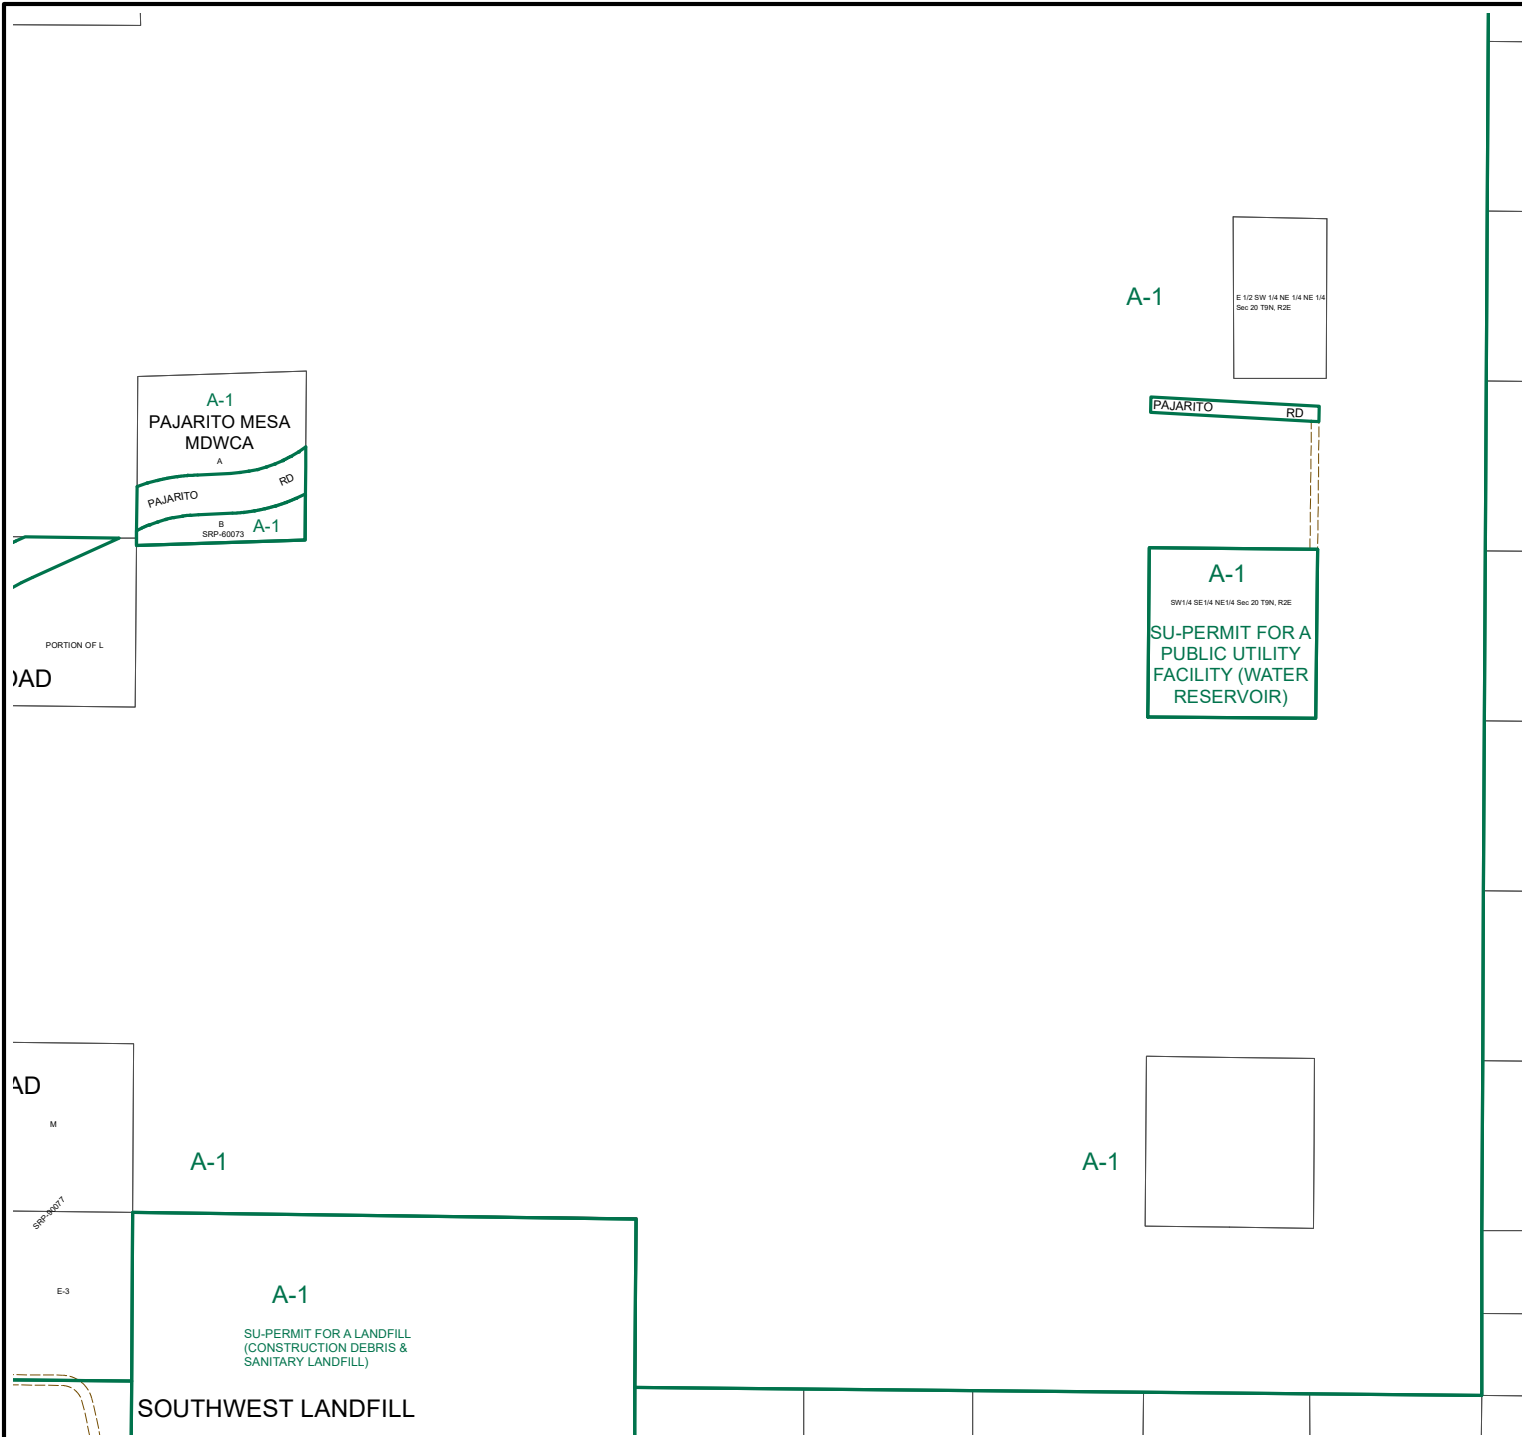 A-1
E 1/2 SW 1/4 NE 1/4 NE 1/4
Sec 20 T9N, R2E
A-1
PAJARITO MESA
MDWCA
A
PAJARITO RD
B
SRP-60073
A-1
PAJARITO RD
A-1
SW1/4 SE1/4 NE1/4 Sec 20 T9N, R2E
SU-PERMIT FOR A
PUBLIC UTILITY
FACILITY (WATER
RESERVOIR)
PORTION OF L
OAD
AD
M
SRP-90077
E-3
A-1
A-1
A-1
SU-PERMIT FOR A LANDFILL
(CONSTRUCTION DEBRIS &
SANITARY LANDFILL)
SOUTHWEST LANDFILL